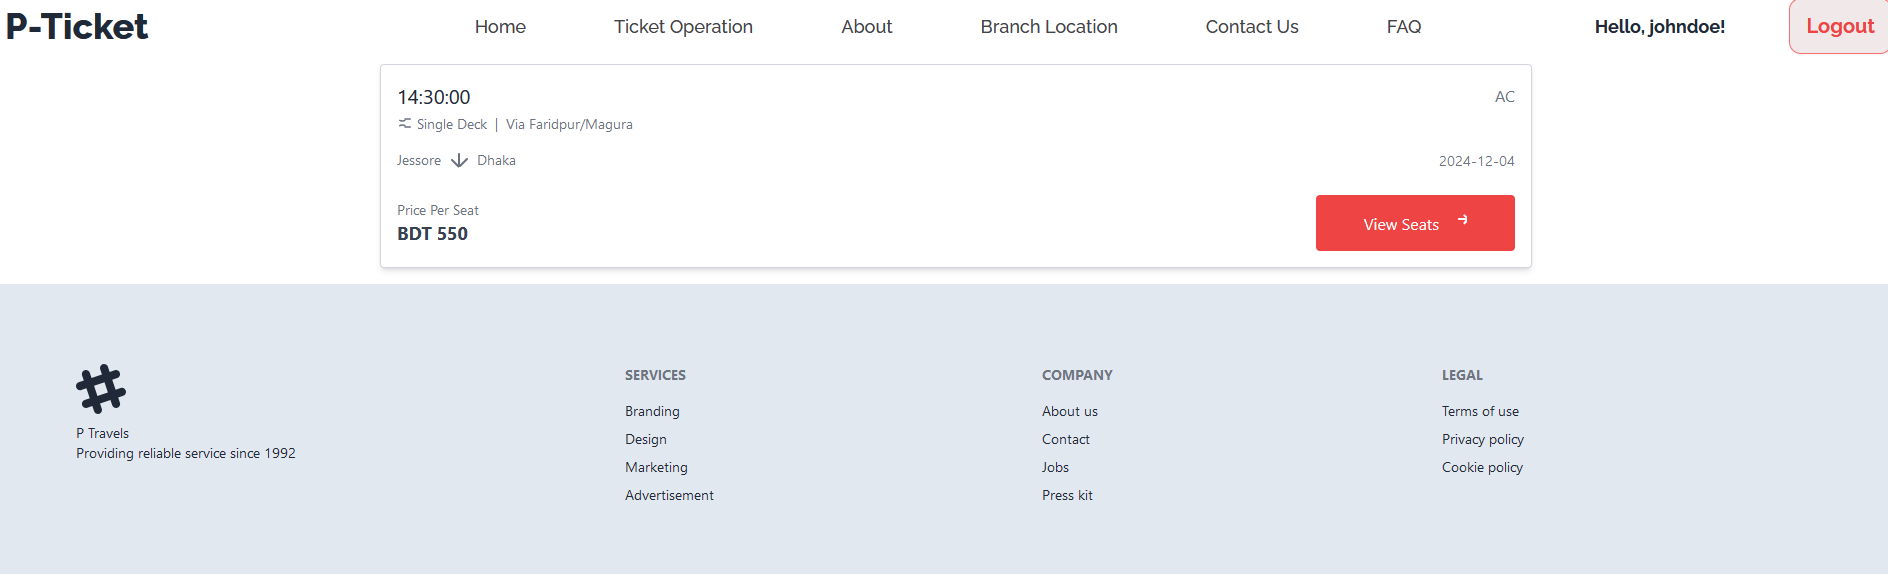 P-Ticket Home Ticket Operation About Branch Location Contact Us FAQ Hello, johndoe! Logout
14:30:00 AC
Single Deck | Via Faridpur/Magura
Jessore Dhaka 2024-12-04
Price Per Seat
BDT 550
View Seats
P Travels
Providing reliable service since 1992
SERVICES
Branding
Design
Marketing
Advertisement
COMPANY
About us
Contact
Jobs
Press kit
LEGAL
Terms of use
Privacy policy
Cookie policy